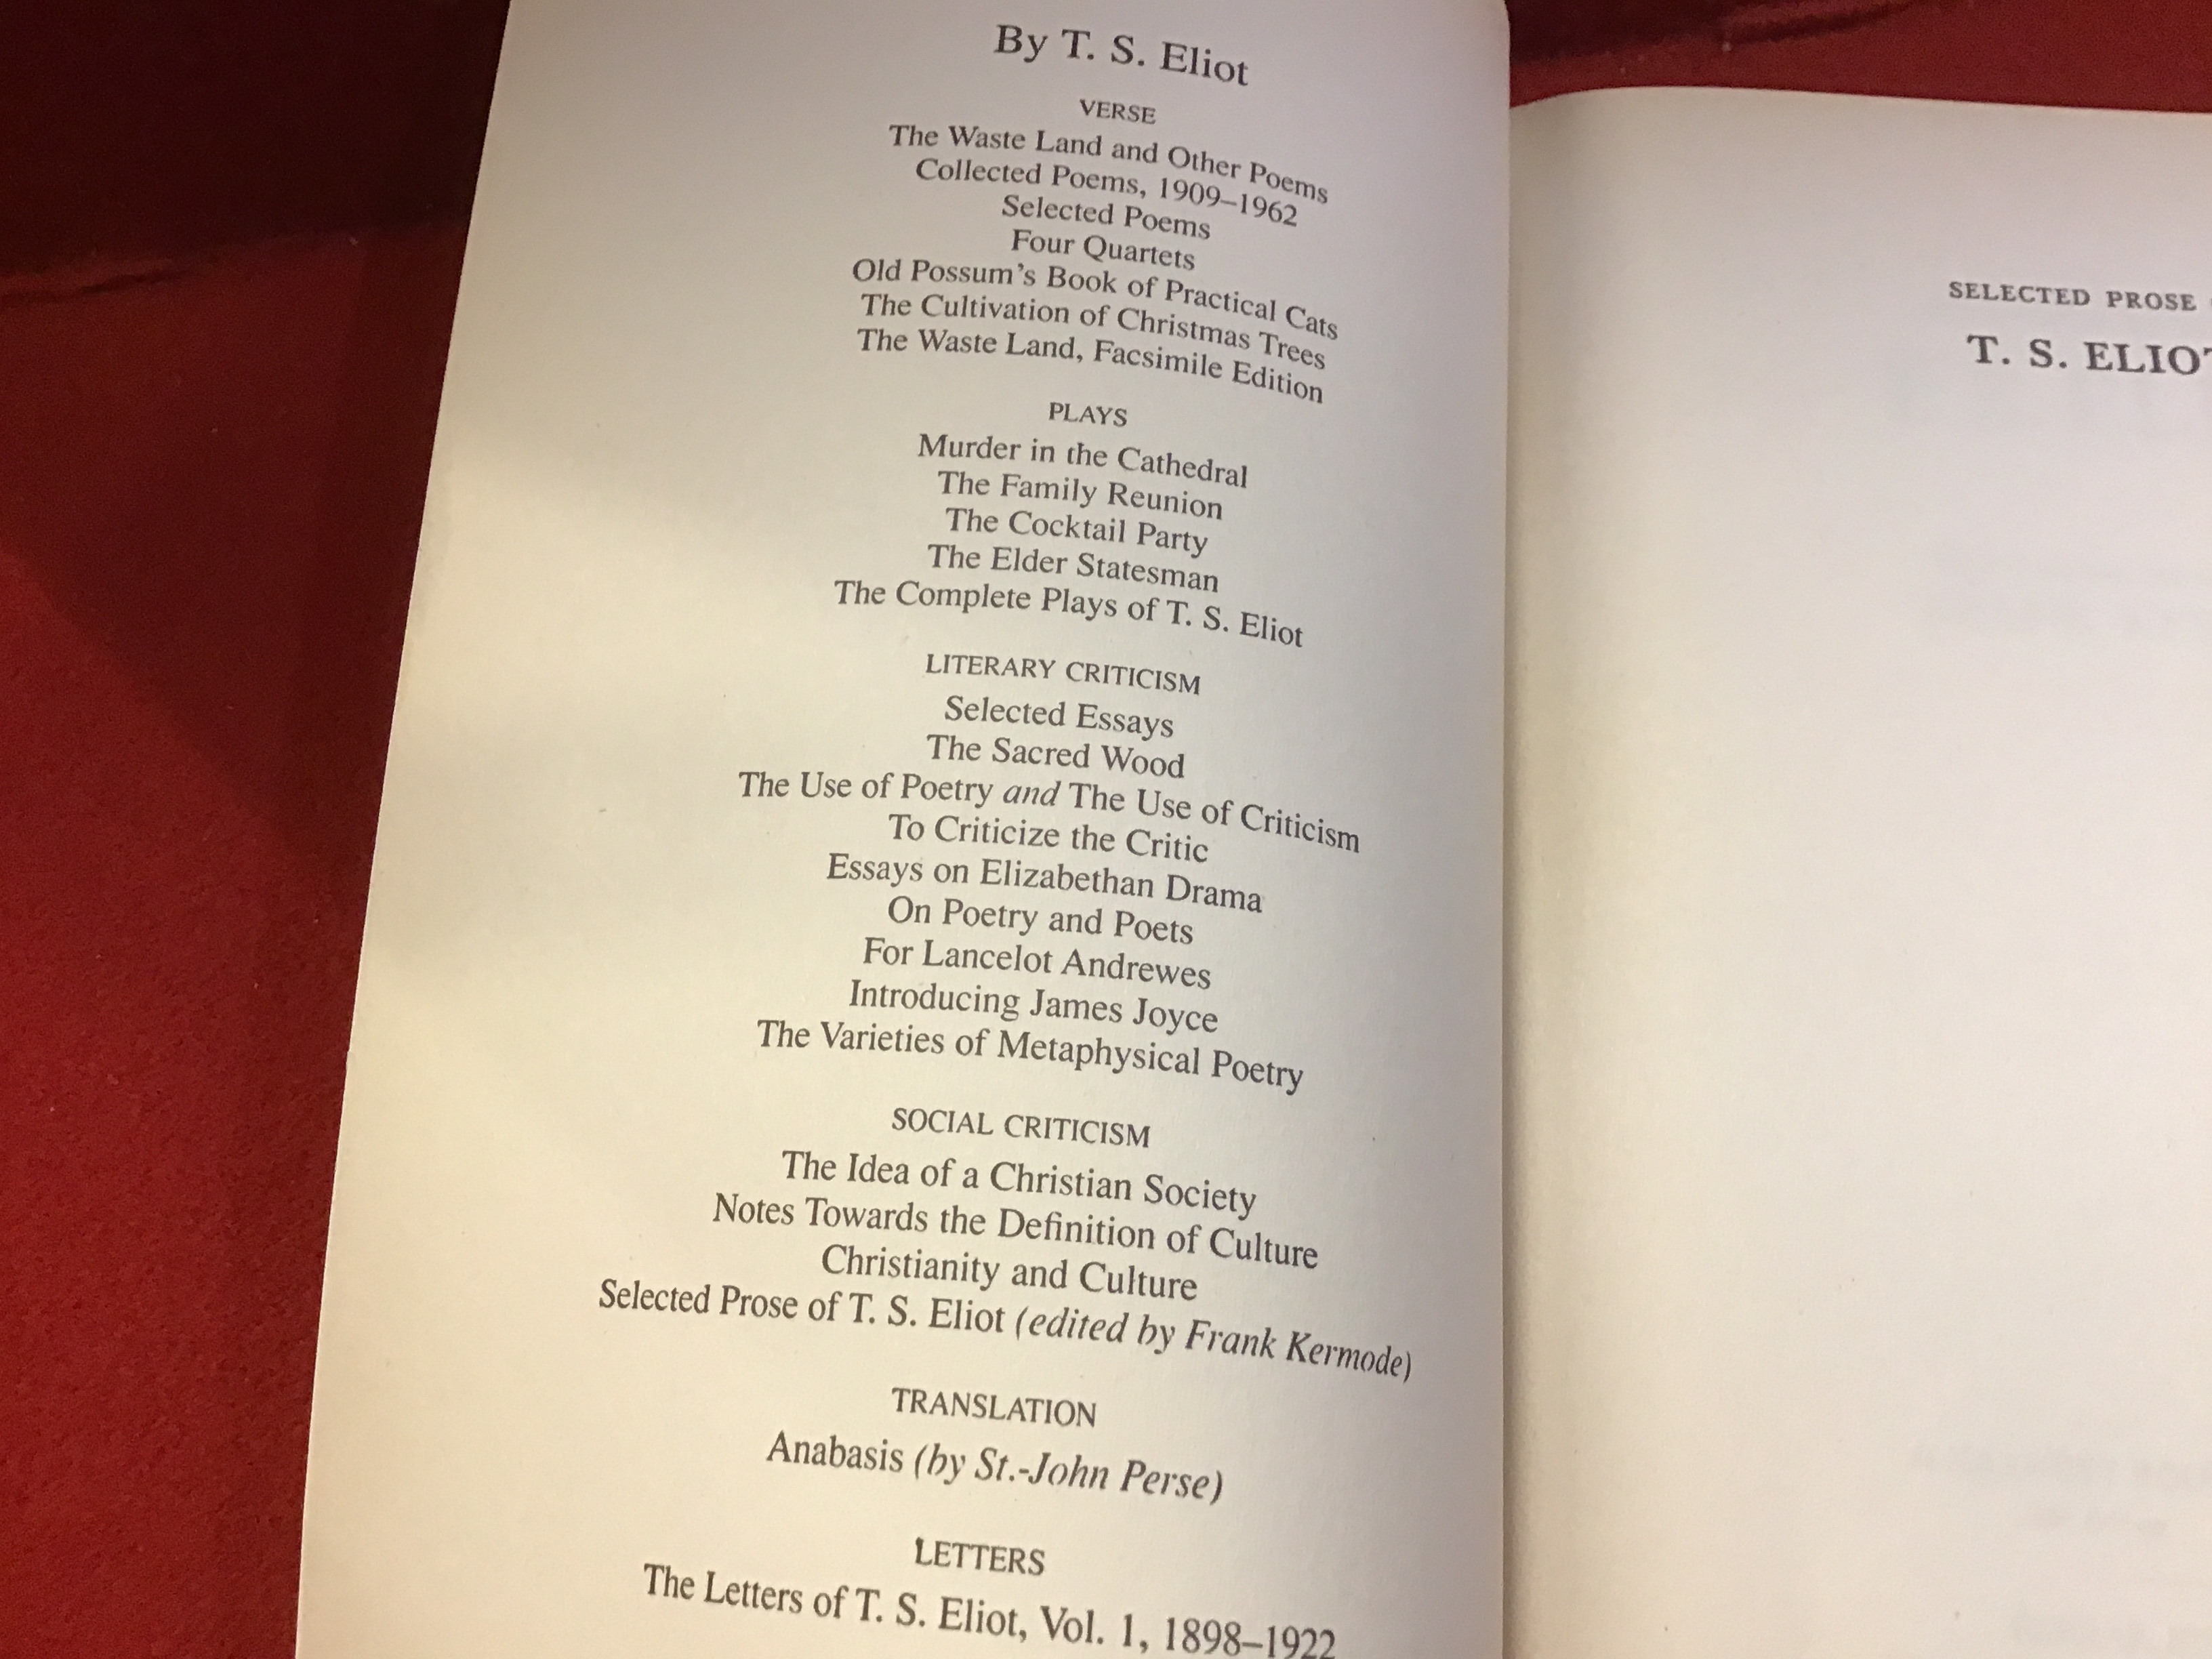 By T. S. Eliot
VERSE
The Waste Land and Other Poems
Collected Poems, 1909–1962
Selected Poems
Four Quartets
Old Possum's Book of Practical Cats
The Cultivation of Christmas Trees
The Waste Land, Facsimile Edition
PLAYS
Murder in the Cathedral
The Family Reunion
The Cocktail Party
The Elder Statesman
The Complete Plays of T. S. Eliot
LITERARY CRITICISM
Selected Essays
The Sacred Wood
The Use of Poetry and The Use of Criticism
To Criticize the Critic
Essays on Elizabethan Drama
On Poetry and Poets
For Lancelot Andrewes
Introducing James Joyce
The Varieties of Metaphysical Poetry
SOCIAL CRITICISM
The Idea of a Christian Society
Notes Towards the Definition of Culture
Christianity and Culture
Selected Prose of T. S. Eliot (edited by Frank Kermode)
TRANSLATION
Anabasis (by St.-John Perse)
LETTERS
The Letters of T. S. Eliot, Vol. 1, 1898–1922
SELECTED PROSE
T. S. ELIOT